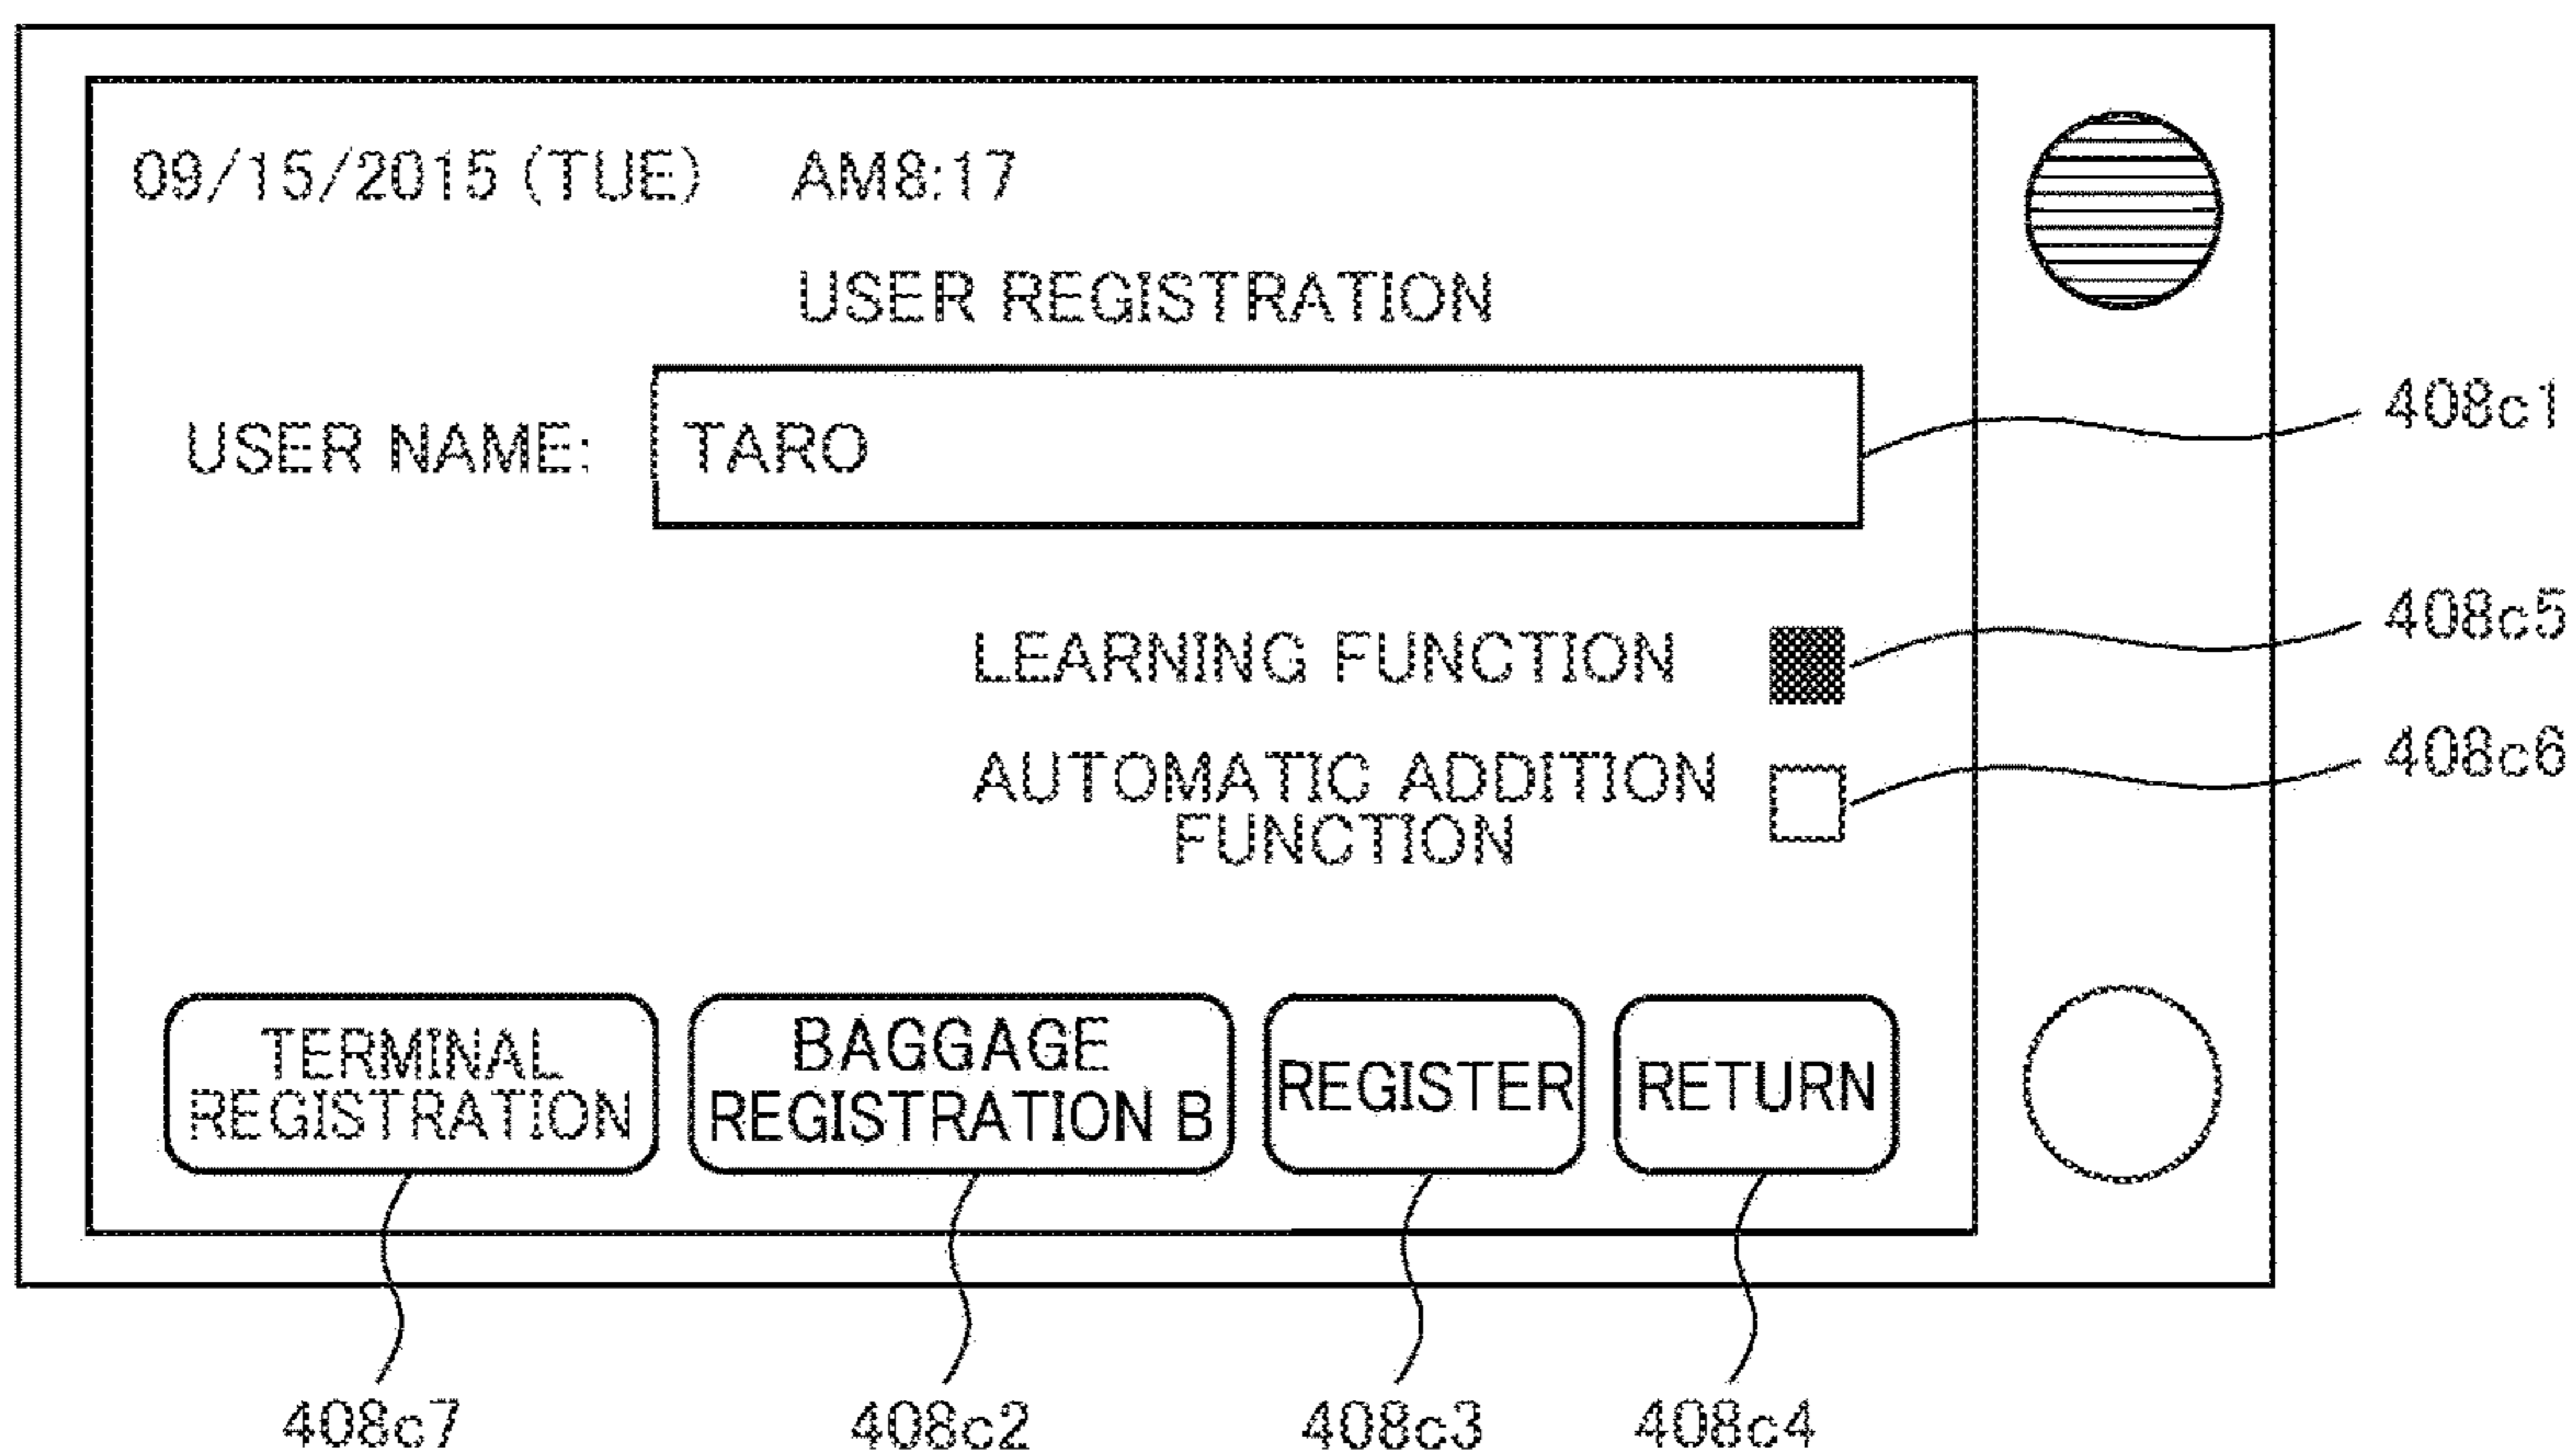 09/15/2015 (TUE) AM8:17
USER REGISTRATION
USER NAME: TARO
408c1
LEARNING FUNCTION
408c5
AUTOMATIC ADDITION
FUNCTION
408c6
TERMINAL
REGISTRATION
BAGGAGE
REGISTRATION B
REGISTER
RETURN
408c7
408c2
408c3
408c4